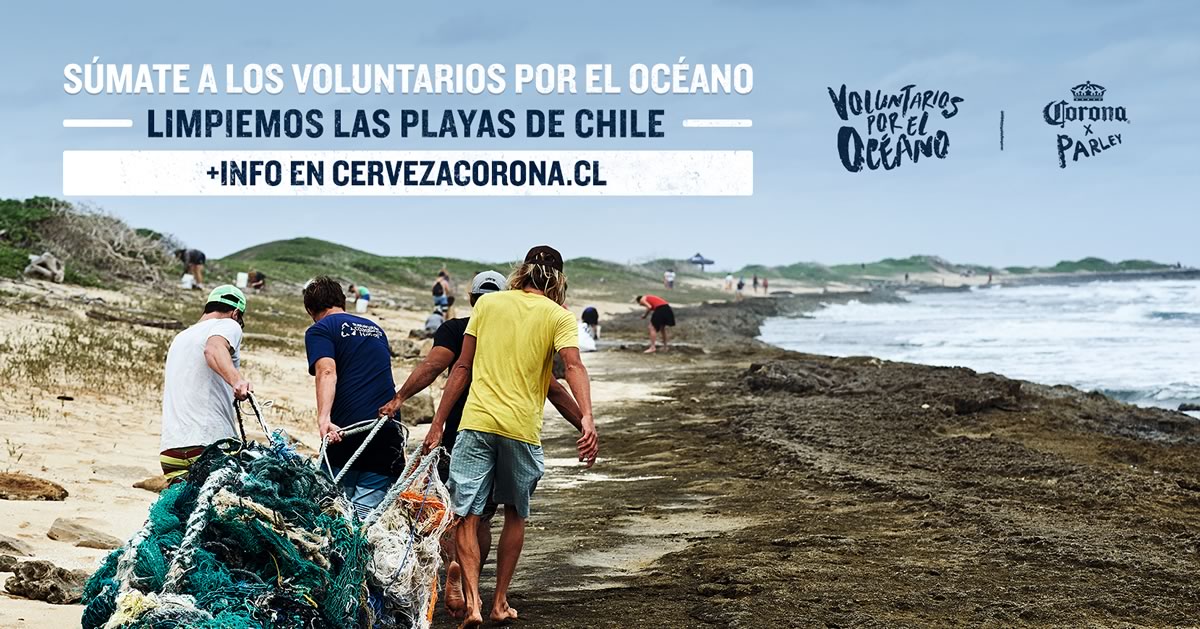 SÚMATE A LOS VOLUNTARIOS POR EL OCÉANO
LIMPIEMOS LAS PLAYAS DE CHILE
+INFO EN CERVEZACORONA.CL
VOLUNTARIOS
POR EL
OCÉANO
Corona
X
PARLEY